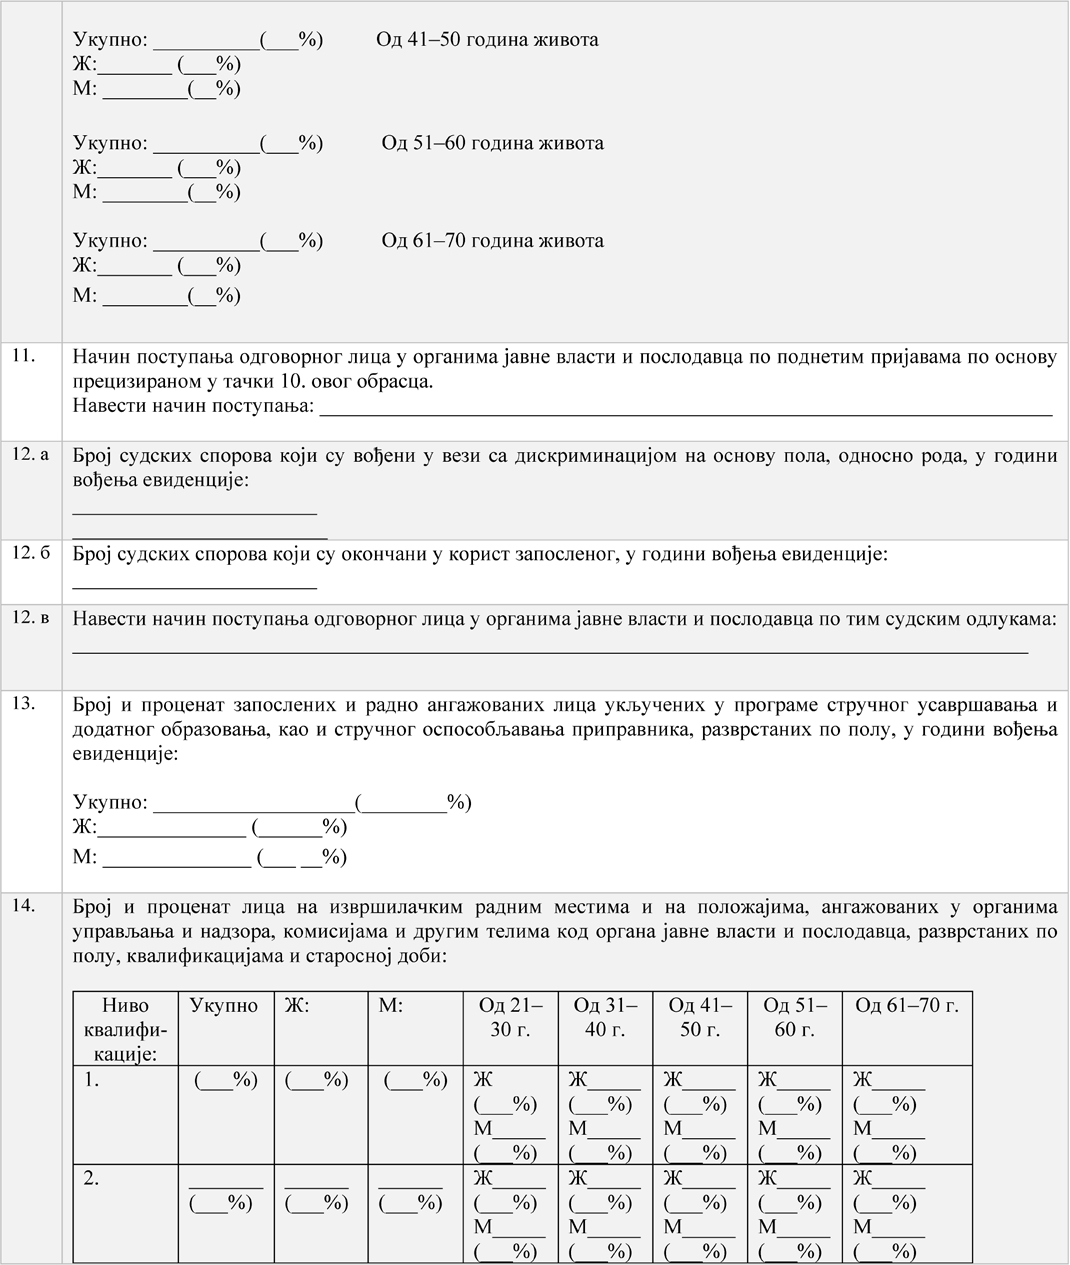 Укупно: __________(___%) Од 41–50 година живота
Ж:_______ (___%)
М: ________(__%)
Укупно: __________(___%) Од 51–60 година живота
Ж:_______ (___%)
М: ________(__%)
Укупно: __________(___%) Од 61–70 година живота
Ж:_______ (___%)
М: ________(__%)
11. Начин поступања одговорног лица у органима јавне власти и послодавца по поднетим пријавама по основу
прецизираном у тачки 10. овог обрасца.
Навести начин поступања: ______________________________________________________________________
12. а Број судских спорова који су вођени у вези са дискриминацијом на основу пола, односно рода, у години
вођења евиденције:
_______________________
________________________
12. б Број судских спорова који су окончани у корист запосленог, у години вођења евиденције:
_______________________
12. в Навести начин поступања одговорног лица у органима јавне власти и послодавца по тим судским одлукама:
__________________________________________________________________________________________
13. Број и проценат запослених и радно ангажованих лица укључених у програме стручног усавршавања и
додатног образовања, као и стручног оспособљавања приправника, разврстаних по полу, у години вођења
евиденције:
Укупно: ___________________(________%)
Ж:______________ (______%)
М: ______________ (___ __%)
14. Број и проценат лица на извршилачким радним местима и на положајима, ангажованих у органима
управљања и надзора, комисијама и другим телима код органа јавне власти и послодавца, разврстаних по
полу, квалификацијама и старосној доби:
Ниво Укупно Ж: М: Од 21– Од 31– Од 41– Од 51– Од 61–70 г.
квалифи- 30 г. 40 г. 50 г. 60 г.
кације:
1. (___%) (___%) (___%) Ж Ж_____ Ж_____ Ж_____ Ж_____
(___%) (___%) (___%) (___%) (___%)
М_____ М_____ М_____ М_____ М_____
(___%) (___%) (___%) (___%) (___%)
2. _______ ______ ______ Ж_____ Ж_____ Ж_____ Ж_____ Ж_____
(___%) (___%) (___%) (___%) (___%) (___%) (___%) (___%)
М_____ М_____ М_____ М_____ М_____
(___%) (___%) (___%) (___%) (___%)